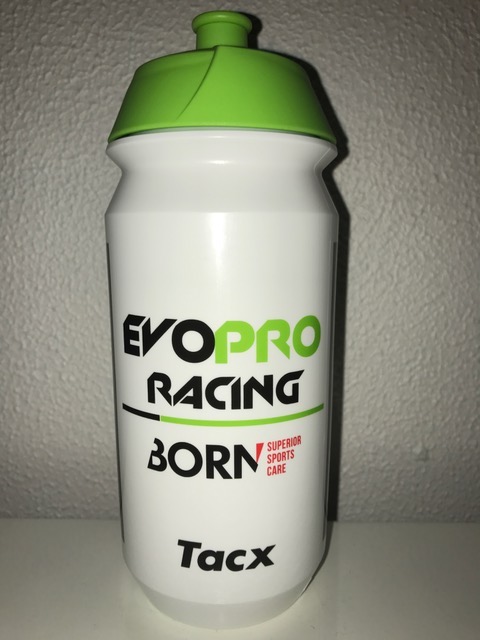 EVOPRO
RACING
BORN SUPERIOR
SPORTS
CARE
Tacx